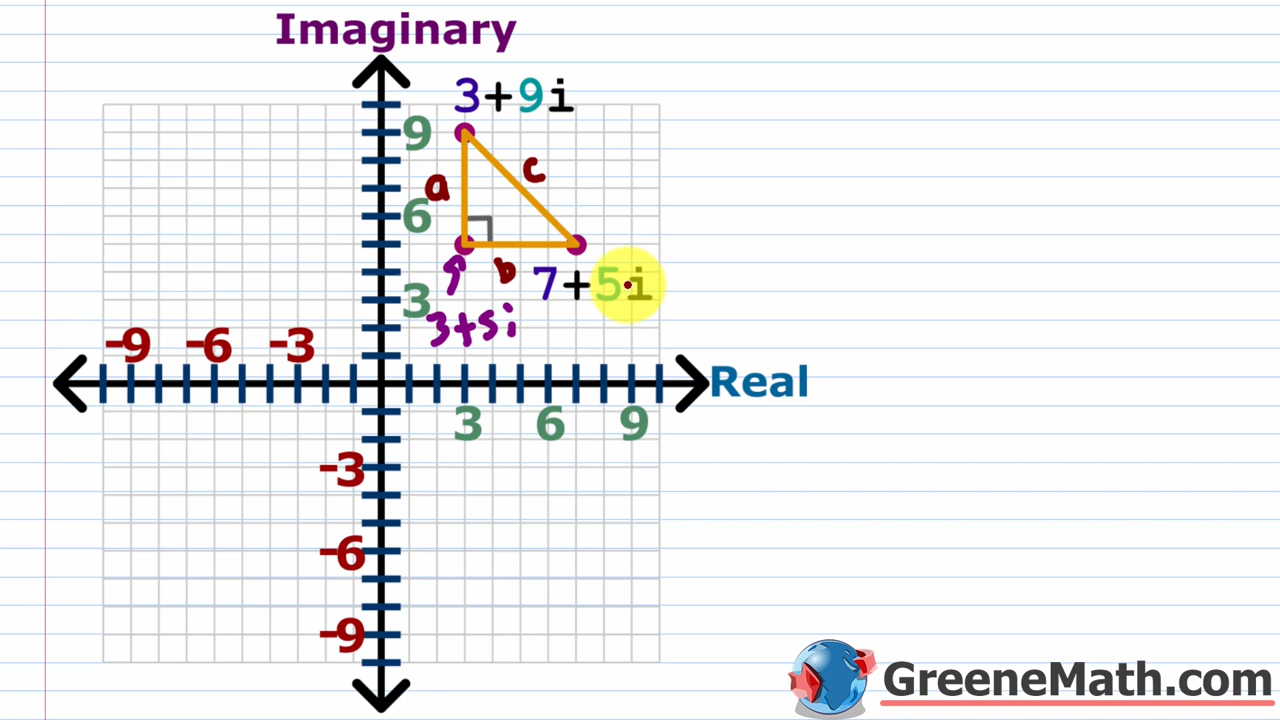 Imaginary
3+9i
9
c
a
6
b
7+5i
3
3+5i
-9 -6 -3
Real
3 6 9
-3
-6
-9
GreeneMath.com